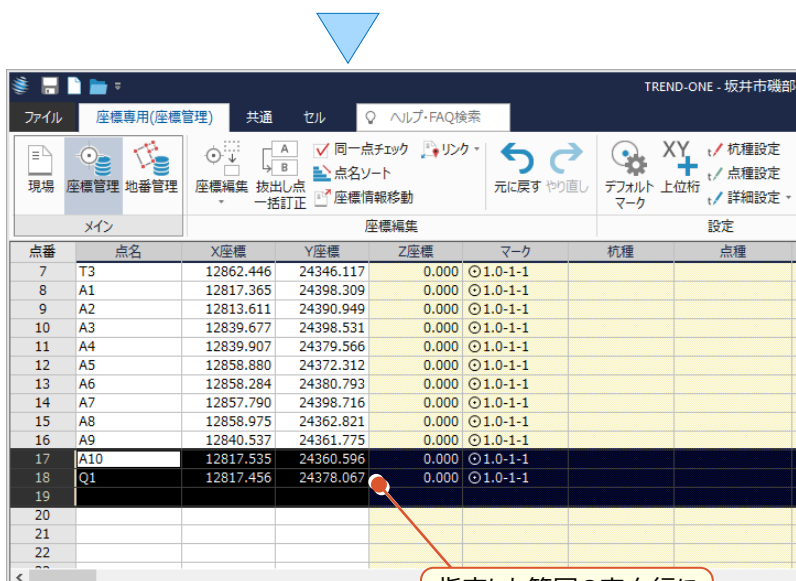 TREND-ONE - 坂井市磯部
ファイル 座標専用(座標管理) 共通 セル ヘルプ・FAQ検索
現場 座標管理 地番管理 座標編集 抜出し点一括訂正 A B 同一点チェック リンク 点名ソート 座標情報移動 元に戻す やり直し デフォルトマーク XY 上位桁 杭種設定 点種設定 詳細設定
メイン 座標編集 設定
点番 点名 X座標 Y座標 Z座標 マーク 杭種 点種
7 T3 12862.446 24346.117 0.000 ⊙1.0-1-1
8 A1 12817.365 24398.309 0.000 ⊙1.0-1-1
9 A2 12813.611 24390.949 0.000 ⊙1.0-1-1
10 A3 12839.677 24398.531 0.000 ⊙1.0-1-1
11 A4 12839.907 24379.566 0.000 ⊙1.0-1-1
12 A5 12858.880 24372.312 0.000 ⊙1.0-1-1
13 A6 12858.284 24380.793 0.000 ⊙1.0-1-1
14 A7 12857.790 24398.716 0.000 ⊙1.0-1-1
15 A8 12858.975 24362.821 0.000 ⊙1.0-1-1
16 A9 12840.537 24361.775 0.000 ⊙1.0-1-1
17 A10 12817.535 24360.596 0.000 ⊙1.0-1-1
18 Q1 12817.456 24378.067 0.000 ⊙1.0-1-1
19
20
21
22